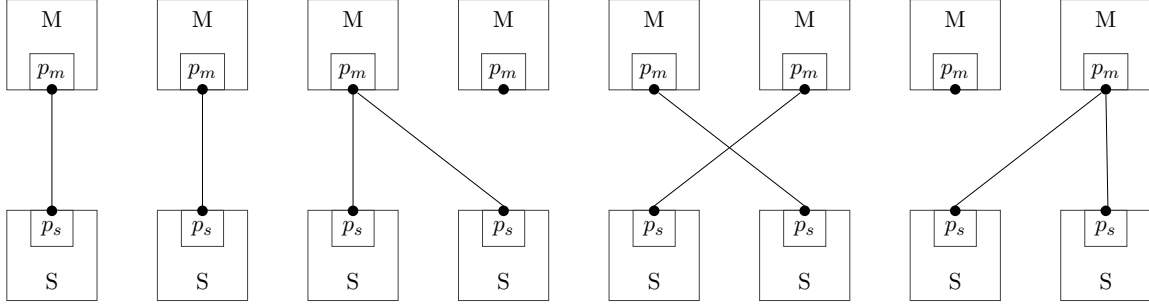 M M M M M M M M
p_m p_m p_m p_m p_m p_m p_m p_m
p_s p_s p_s p_s p_s p_s p_s p_s
S S S S S S S S